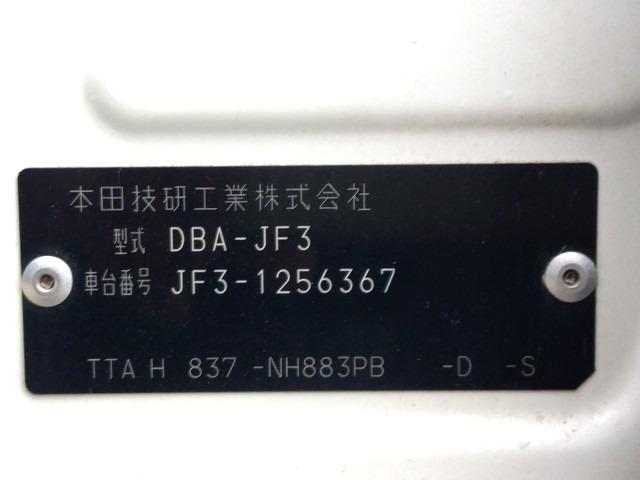 本田技研工業株式会社
型式 DBA-JF3
車台番号 JF3-1256367
TTA H 837 -NH883PB -D -S